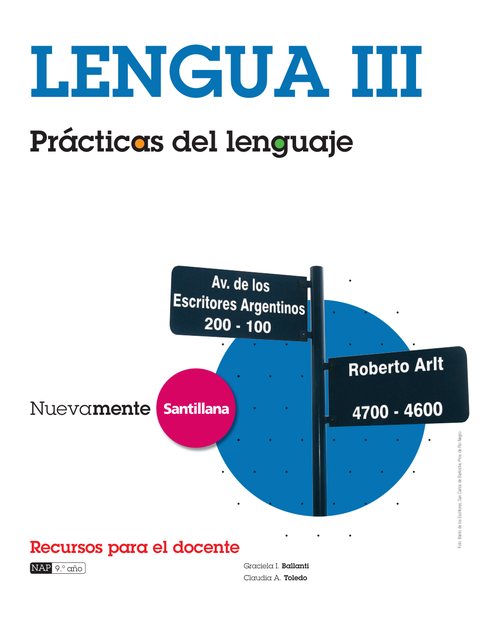 LENGUA III
Prácticas del lenguaje
Av. de los
Escritores Argentinos
200 - 100
Roberto Arlt
4700 - 4600
Nuevamente Santillana
Recursos para el docente
NAP 9.º año
Graciela I. Ballanti
Claudia A. Toledo